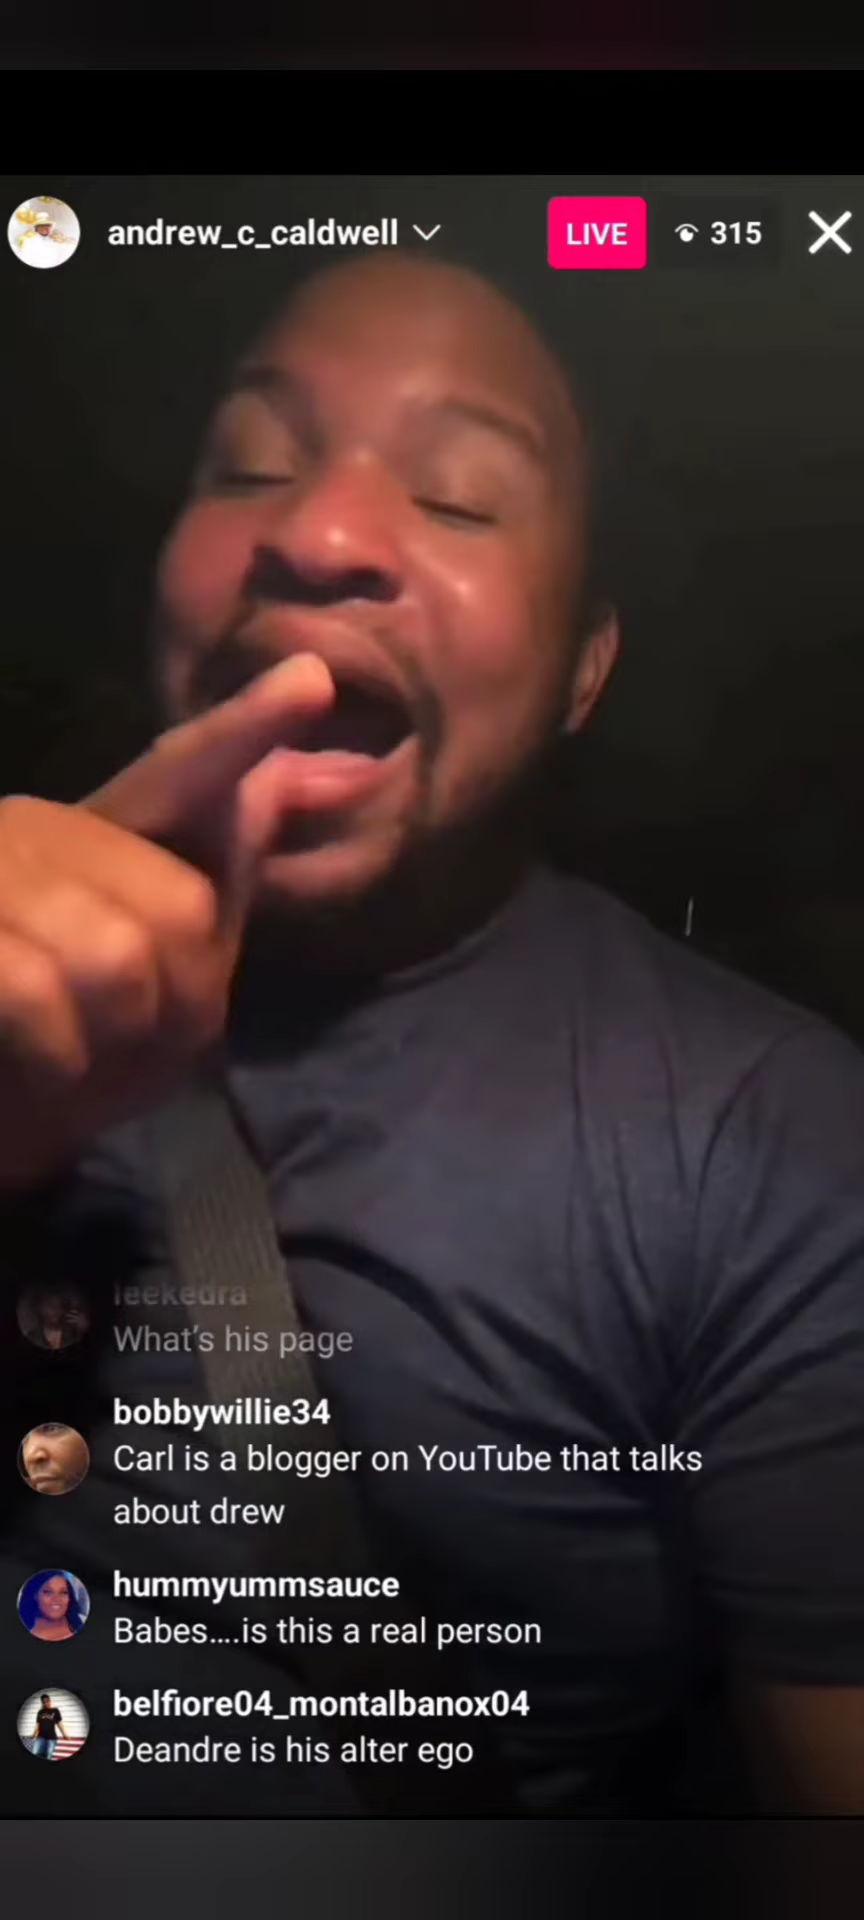 andrew_c_caldwell
LIVE
315
leekedra
What's his page
bobbywillie34
Carl is a blogger on YouTube that talks
about drew
hummyummsauce
Babes....is this a real person
belfiore04_montalbanox04
Deandre is his alter ego